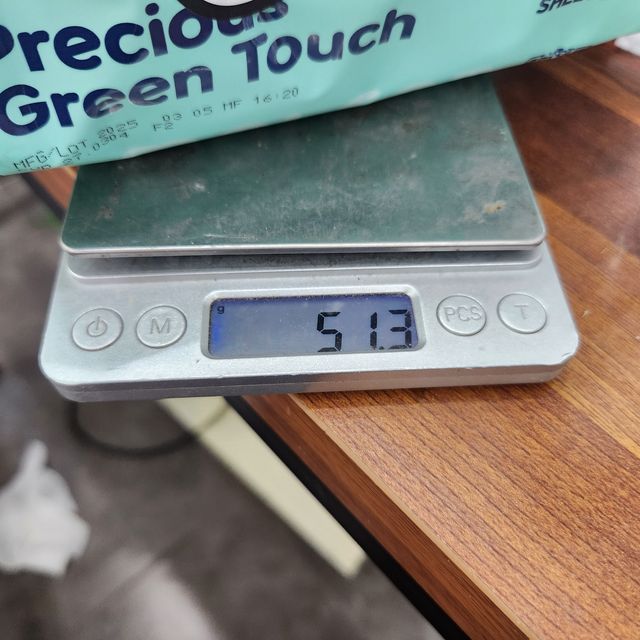 Precious
Green Touch
MFG/LOT 2025 03 05 MF 16:20
M
g
51.3
PCS
T